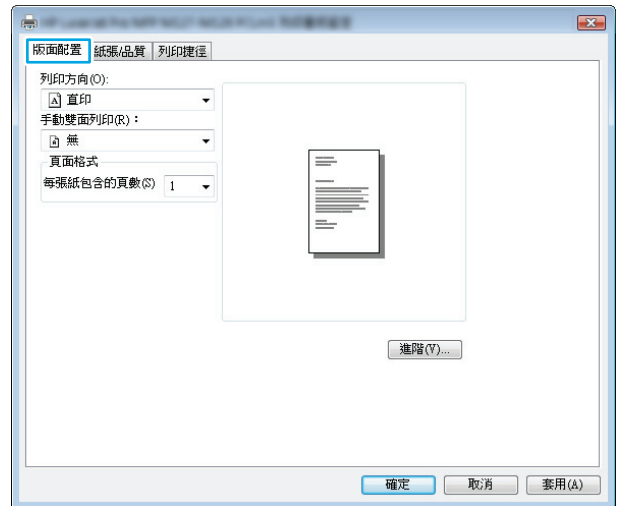 版面配置 紙張/品質 列印捷徑
列印方向(O):
直印
手動雙面列印(R)：
無
頁面格式
每張紙包含的頁數(S) 1
進階(V)...
確定 取消 套用(A)